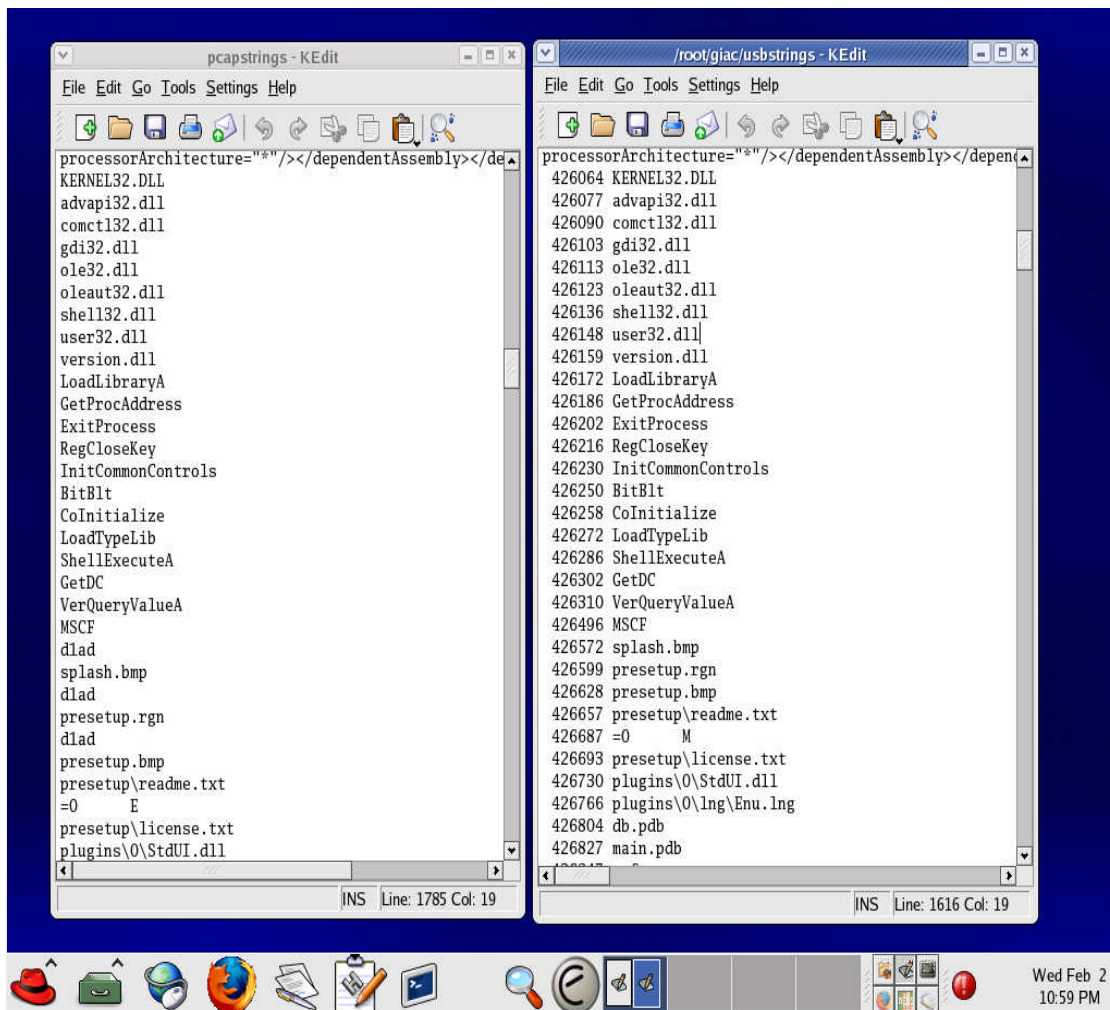 pcapstrings - KEdit
File Edit Go Tools Settings Help
processorArchitecture="*"/></dependentAssembly></de
KERNEL32.DLL
advapi32.dll
comctl32.dll
gdi32.dll
ole32.dll
oleaut32.dll
shell32.dll
user32.dll
version.dll
LoadLibraryA
GetProcAddress
ExitProcess
RegCloseKey
InitCommonControls
BitBlt
CoInitialize
LoadTypeLib
ShellExecuteA
GetDC
VerQueryValueA
MSCF
d1ad
splash.bmp
d1ad
presetup.rgn
d1ad
presetup.bmp
presetup\readme.txt
=O E
presetup\license.txt
plugins\0\StdUI.dll
INS Line: 1785 Col: 19
/root/giac/usbstrings - KEdit
File Edit Go Tools Settings Help
processorArchitecture="*"/></dependentAssembly></depend
426064 KERNEL32.DLL
426077 advapi32.dll
426090 comctl32.dll
426103 gdi32.dll
426113 ole32.dll
426123 oleaut32.dll
426136 shell32.dll
426148 user32.dll
426159 version.dll
426172 LoadLibraryA
426186 GetProcAddress
426202 ExitProcess
426216 RegCloseKey
426230 InitCommonControls
426250 BitBlt
426258 CoInitialize
426272 LoadTypeLib
426286 ShellExecuteA
426302 GetDC
426310 VerQueryValueA
426496 MSCF
426572 splash.bmp
426599 presetup.rgn
426628 presetup.bmp
426657 presetup\readme.txt
426687 =O M
426693 presetup\license.txt
426730 plugins\0\StdUI.dll
426766 plugins\0\lng\Enu.lng
426804 db.pdb
426827 main.pdb
INS Line: 1616 Col: 19
Wed Feb 2
10:59 PM